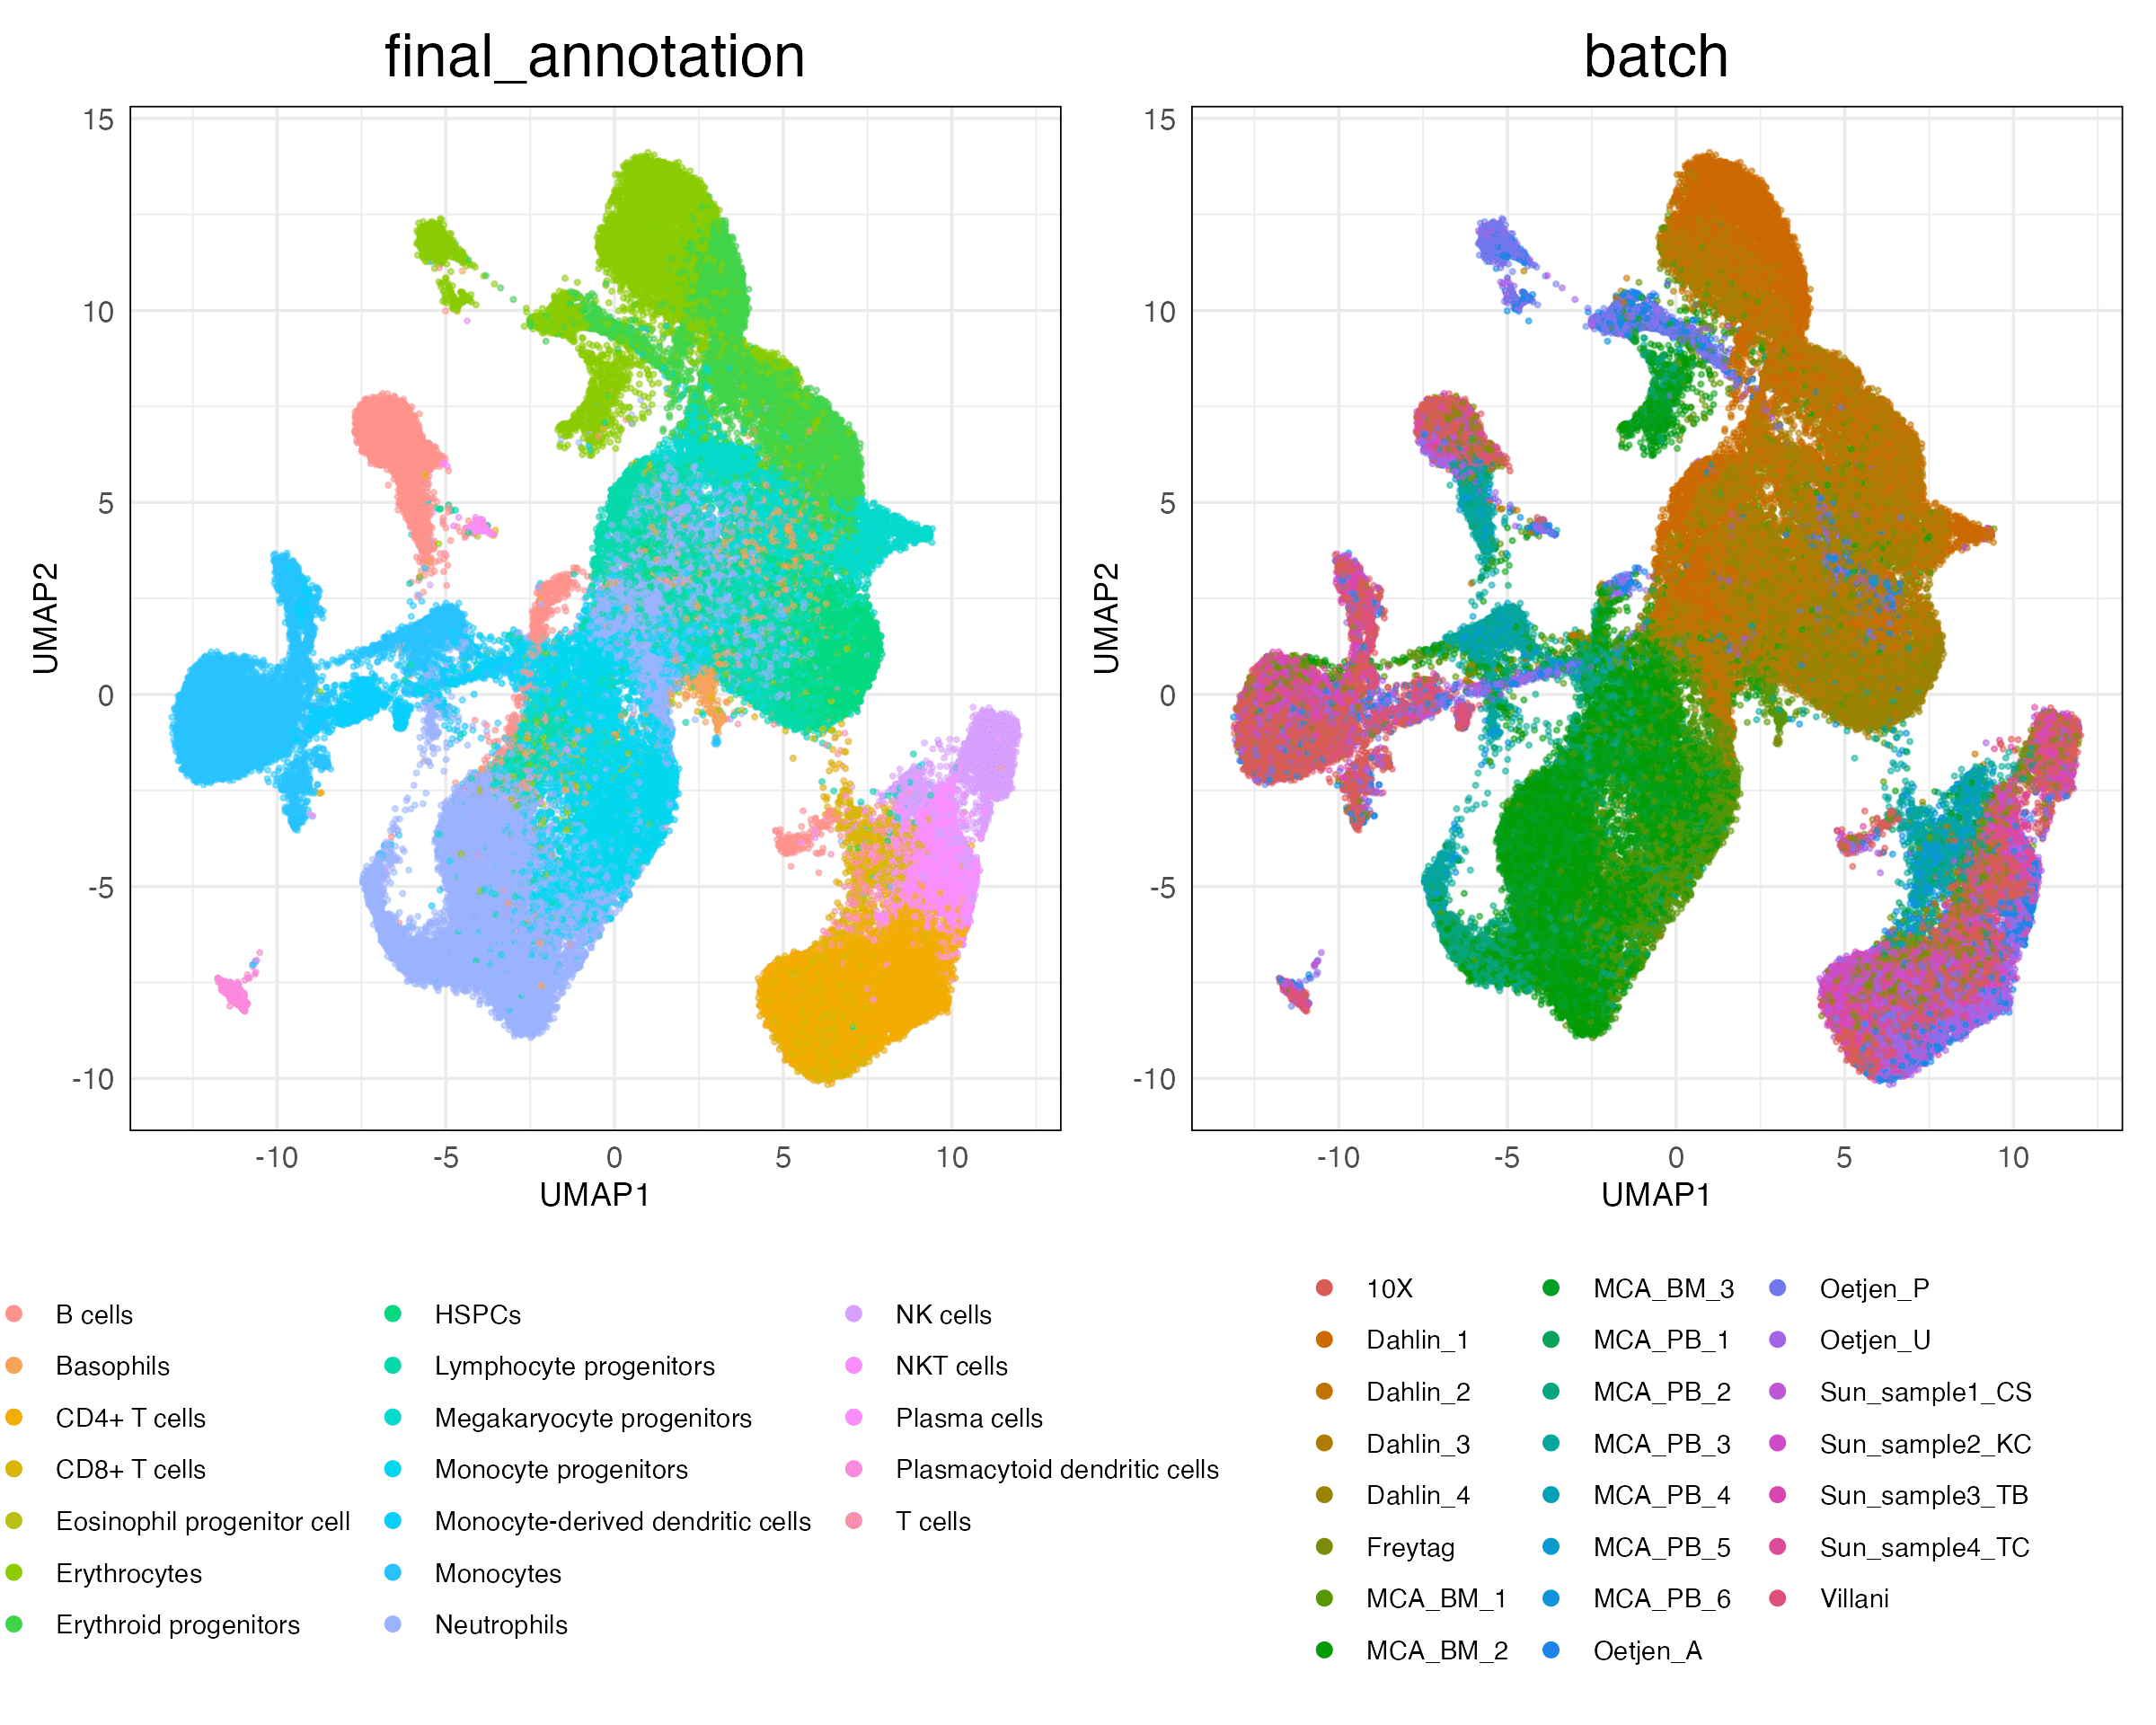 final_annotation
15
10
5
0
-5
-10
UMAP2
-10 -5 0 5 10
UMAP1
batch
15
10
5
0
-5
-10
UMAP2
-10 -5 0 5 10
UMAP1
B cells
Basophils
CD4+ T cells
CD8+ T cells
Eosinophil progenitor cell
Erythrocytes
Erythroid progenitors
HSPCs
Lymphocyte progenitors
Megakaryocyte progenitors
Monocyte progenitors
Monocyte-derived dendritic cells
Monocytes
Neutrophils
NK cells
NKT cells
Plasma cells
Plasmacytoid dendritic cells
T cells
10X
Dahlin_1
Dahlin_2
Dahlin_3
Dahlin_4
Freytag
MCA_BM_1
MCA_BM_2
MCA_BM_3
MCA_PB_1
MCA_PB_2
MCA_PB_3
MCA_PB_4
MCA_PB_5
MCA_PB_6
Oetjen_A
Oetjen_P
Oetjen_U
Sun_sample1_CS
Sun_sample2_KC
Sun_sample3_TB
Sun_sample4_TC
Villani